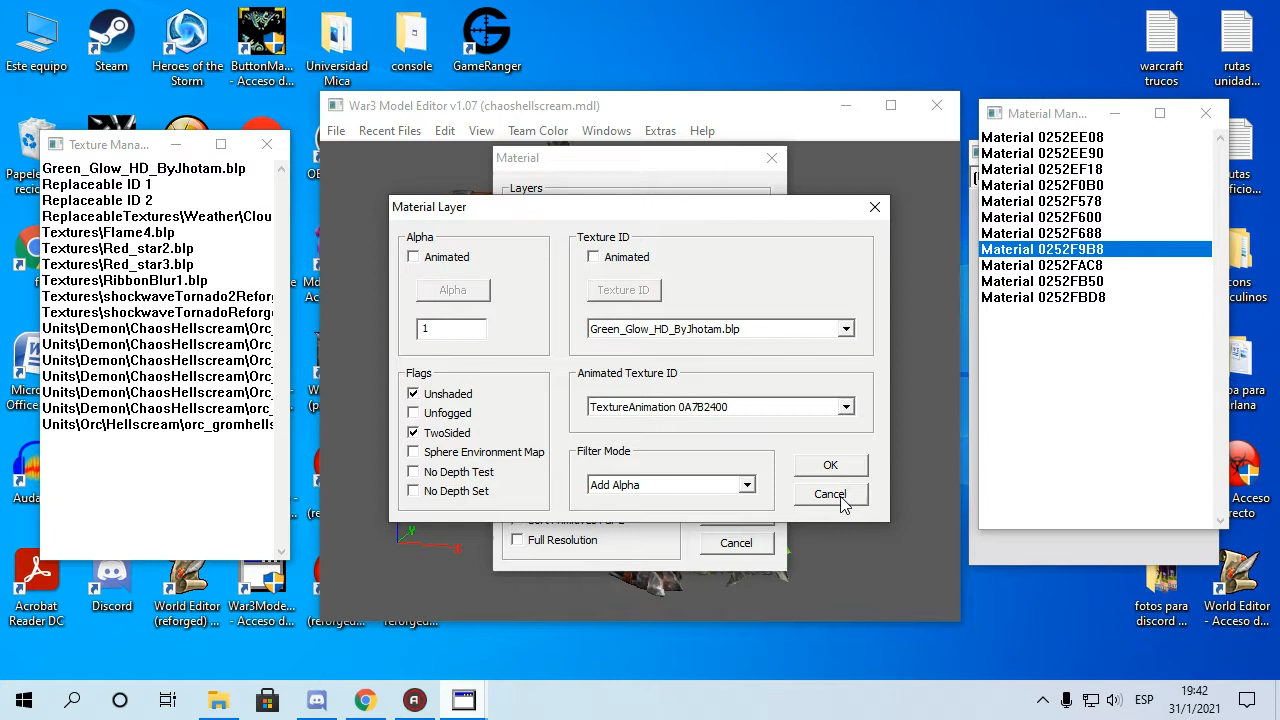 Este equipo
Steam
Heroes of the
Storm
ButtonMa...
- Acceso d...
Universidad
Mica
console
GameRanger
warcraft
trucos
rutas
unidad...
War3 Model Editor v1.07 (chaoshellscream.mdl)
File
Recent Files
Edit
View
Team Color
Windows
Extras
Help
Texture Mana...
Green_Glow_HD_ByJhotam.blp
Replaceable ID 1
Replaceable ID 2
ReplaceableTextures\Weather\Clou
Textures\Flame4.blp
Textures\Red_star2.blp
Textures\Red_star3.blp
Textures\RibbonBlur1.blp
Textures\shockwaveTornado2Refor
Textures\shockwaveTornadoReforg
Units\Demon\ChaosHellscream\Orc_
Units\Demon\ChaosHellscream\Orc_
Units\Demon\ChaosHellscream\Orc_
Units\Demon\ChaosHellscream\Orc_
Units\Demon\ChaosHellscream\Orc_
Units\Demon\ChaosHellscream\orc_
Units\Orc\Hellscream\orc_gromhells
Material
Layers
Material Layer
Alpha
Animated
Alpha
1
Texture ID
Animated
Texture ID
Green_Glow_HD_ByJhotam.blp
Flags
Unshaded
Unfogged
TwoSided
Sphere Environment Map
No Depth Test
No Depth Set
Animated Texture ID
TextureAnimation 0A7B2400
Filter Mode
Add Alpha
OK
Cancel
Full Resolution
Cancel
Material Man...
Material 0252EE08
Material 0252EE90
Material 0252EF18
Material 0252F0B0
Material 0252F578
Material 0252F600
Material 0252F688
Material 0252F9B8
Material 0252FAC8
Material 0252FB50
Material 0252FBD8
Acrobat
Reader DC
Discord
World Editor
(reforged) ...
War3Mode...
- Acceso d...
fotos para
discord ...
World Editor
- Acceso d...
ESP
19:42
31/1/2021